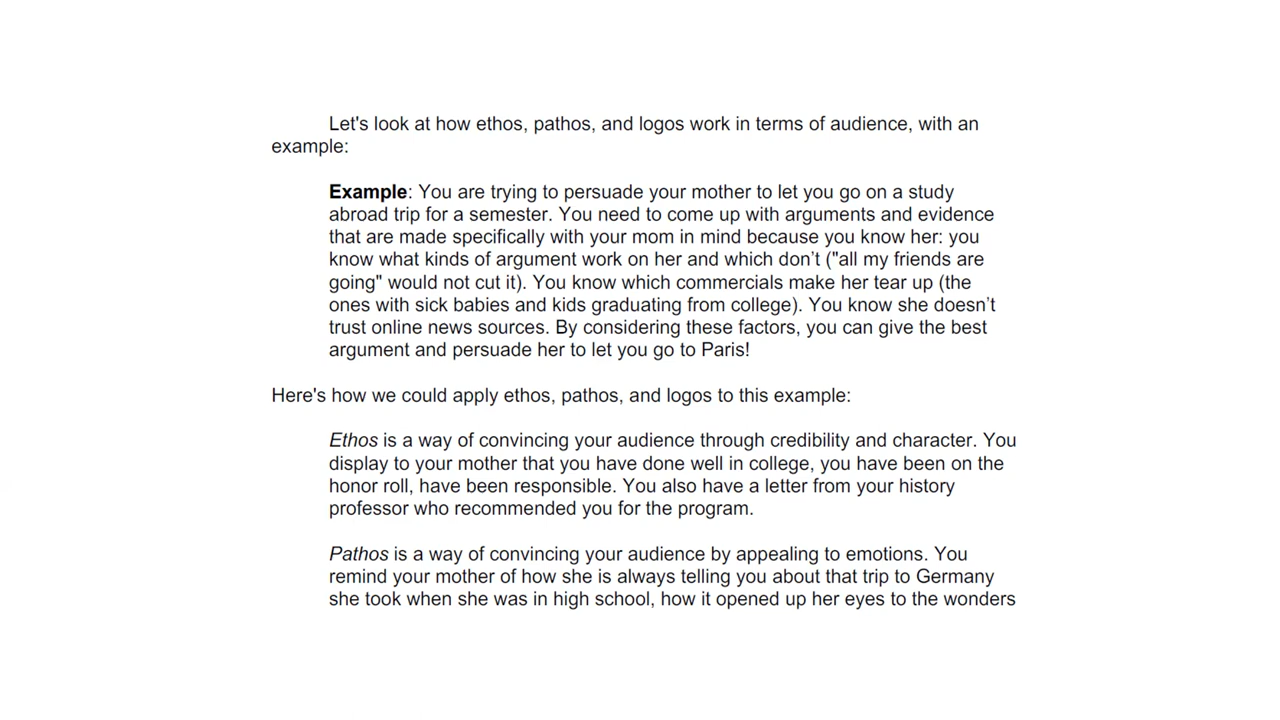 Let's look at how ethos, pathos, and logos work in terms of audience, with an
example:
Example: You are trying to persuade your mother to let you go on a study
abroad trip for a semester. You need to come up with arguments and evidence
that are made specifically with your mom in mind because you know her: you
know what kinds of argument work on her and which don’t ("all my friends are
going" would not cut it). You know which commercials make her tear up (the
ones with sick babies and kids graduating from college). You know she doesn’t
trust online news sources. By considering these factors, you can give the best
argument and persuade her to let you go to Paris!
Here's how we could apply ethos, pathos, and logos to this example:
Ethos is a way of convincing your audience through credibility and character. You
display to your mother that you have done well in college, you have been on the
honor roll, have been responsible. You also have a letter from your history
professor who recommended you for the program.
Pathos is a way of convincing your audience by appealing to emotions. You
remind your mother of how she is always telling you about that trip to Germany
she took when she was in high school, how it opened up her eyes to the wonders